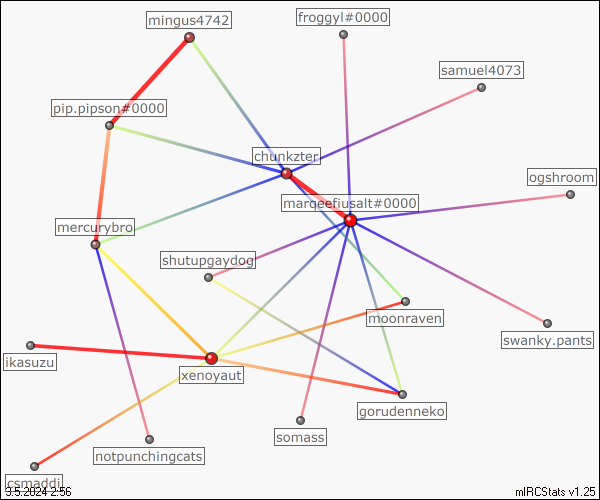 mingus4742
froggyl#0000
samuel4073
pip.pipson#0000
chunkzter
ogshroom
marqeefiusalt#0000
mercurybro
shutupgaydog
moonraven
swanky.pants
ikasuzu
xenoyaut
gorudenneko
somass
notpunchingcats
csmaddi
3.5.2024 2:56
mIRCStats v1.25